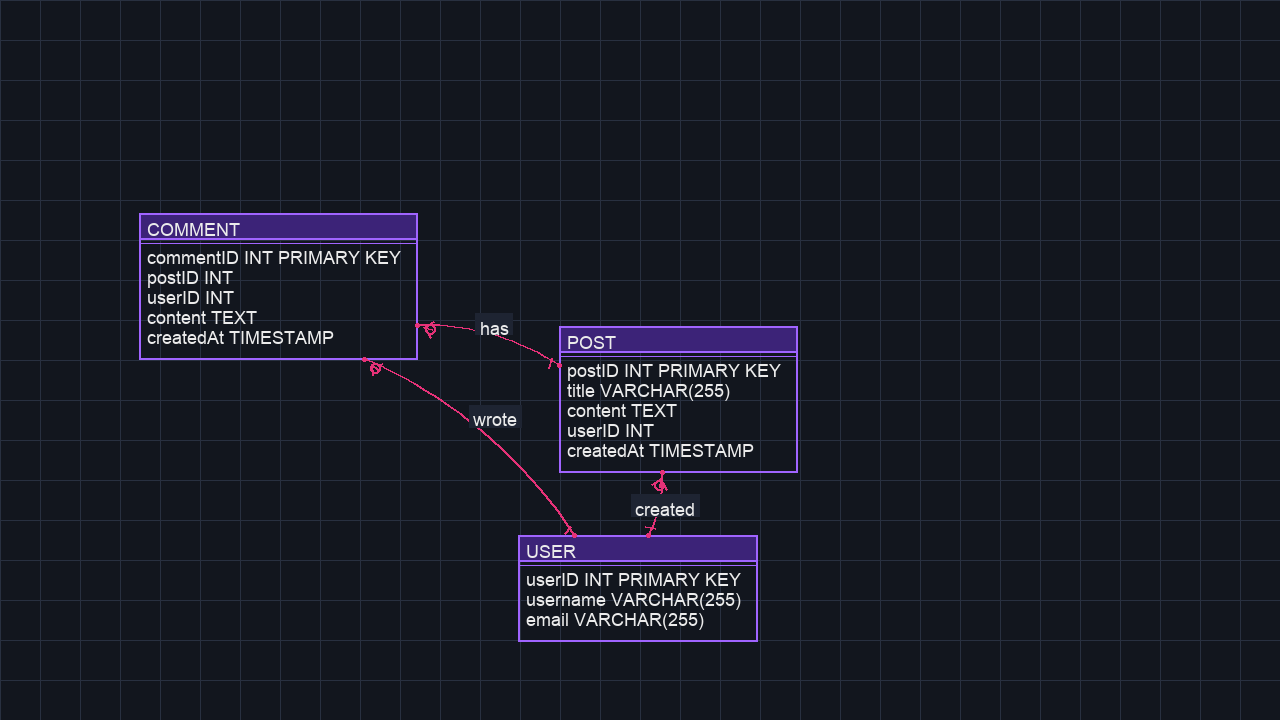 COMMENT
commentID INT PRIMARY KEY
postID INT
userID INT
content TEXT
createdAt TIMESTAMP
has
POST
postID INT PRIMARY KEY
title VARCHAR(255)
content TEXT
userID INT
createdAt TIMESTAMP
wrote
created
USER
userID INT PRIMARY KEY
username VARCHAR(255)
email VARCHAR(255)